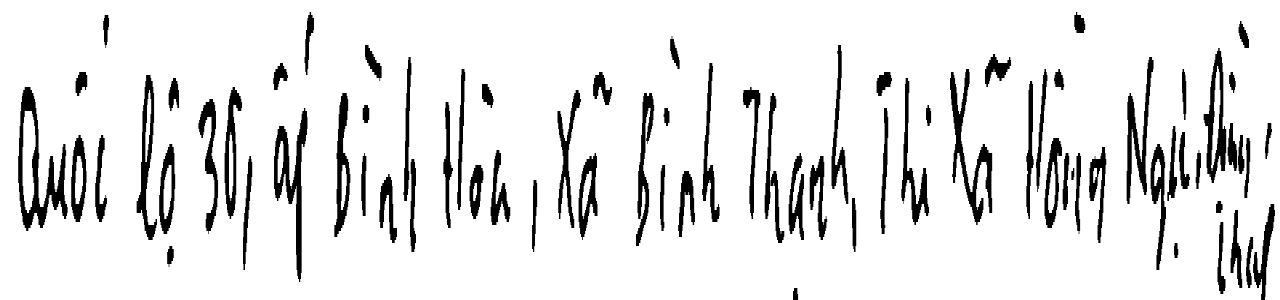 Quốc lộ 30, ấp Bình Hòa, Xã Bình Thạnh, Thị Xã Hồng Ngự, Đồng
Tháp